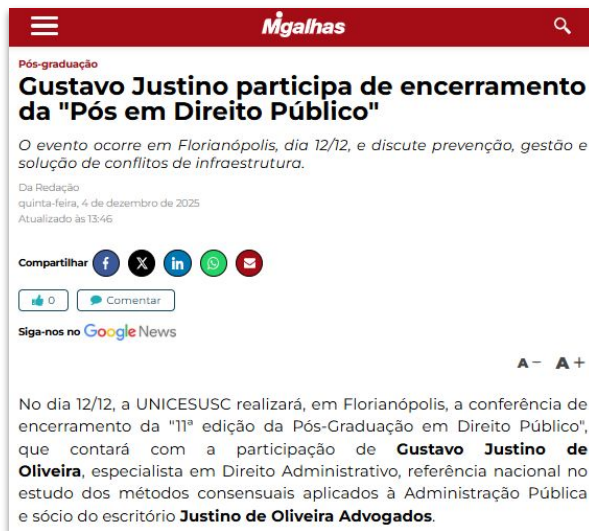 Migalhas
Pós-graduação
Gustavo Justino participa de encerramento
da "Pós em Direito Público"
O evento ocorre em Florianópolis, dia 12/12, e discute prevenção, gestão e
solução de conflitos de infraestrutura.
Da Redação
quinta-feira, 4 de dezembro de 2025
Atualizado às 13:46
Compartilhar
0 Comentar
Siga-nos no Google News
A- A+
No dia 12/12, a UNICESUSC realizará, em Florianópolis, a conferência de
encerramento da "11ª edição da Pós-Graduação em Direito Público",
que contará com a participação de Gustavo Justino de
Oliveira, especialista em Direito Administrativo, referência nacional no
estudo dos métodos consensuais aplicados à Administração Pública
e sócio do escritório Justino de Oliveira Advogados.